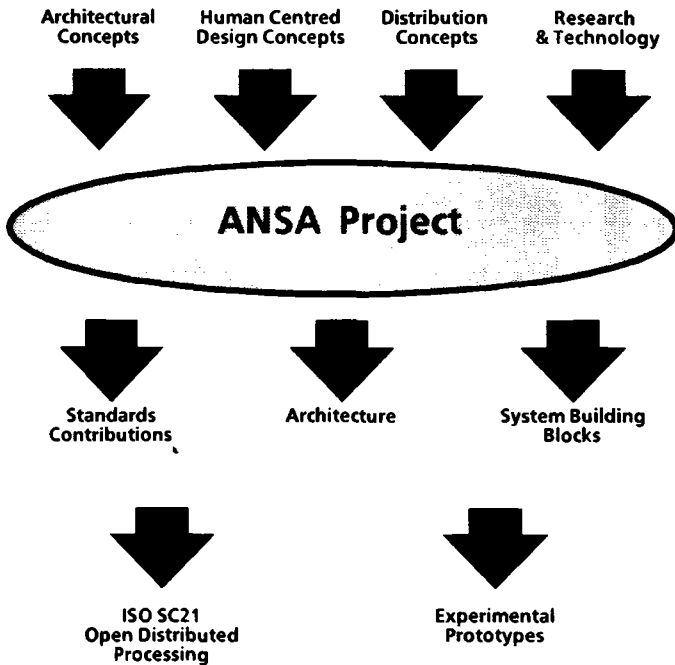 Architectural
Concepts
Human Centred
Design Concepts
Distribution
Concepts
Research
& Technology
ANSA Project
Standards
Contributions
Architecture
System Building
Blocks
ISO SC21
Open Distributed
Processing
Experimental
Prototypes